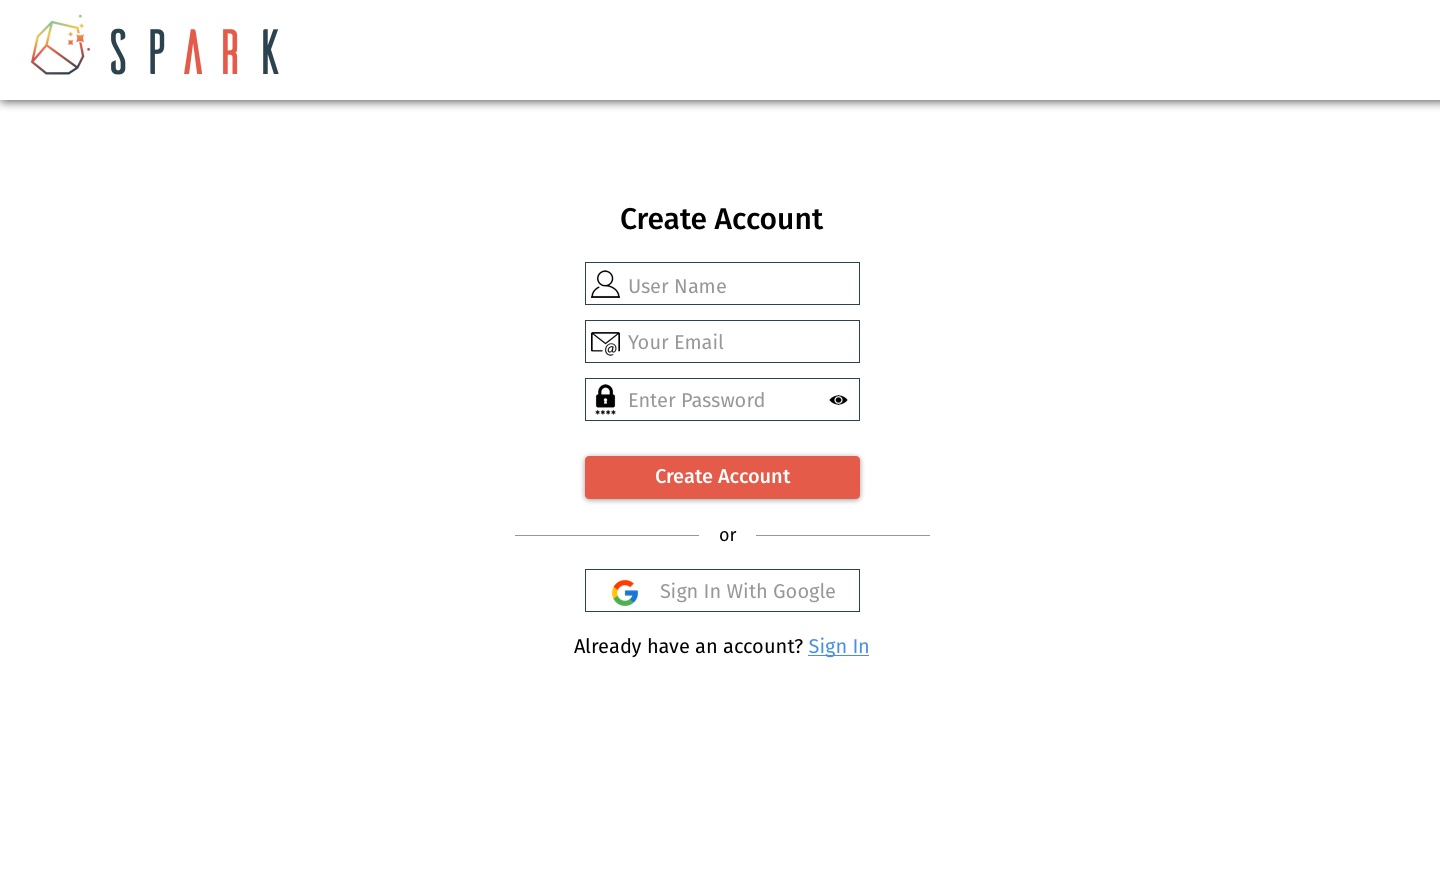 SPARK
Create Account
User Name
Your Email
Enter Password
Create Account
or
Sign In With Google
Already have an account? Sign In